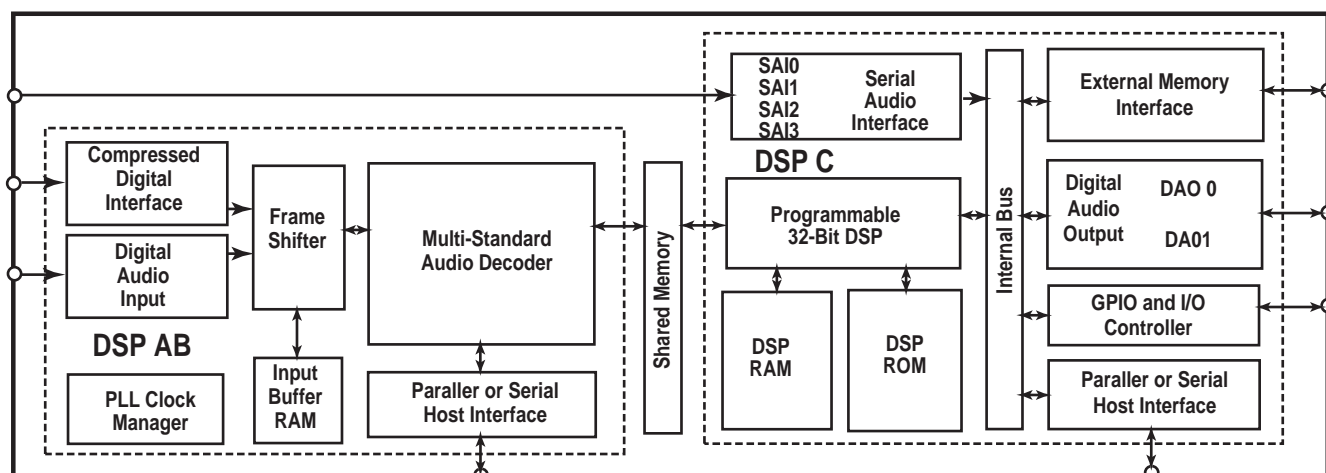 SAI0
SAI1
SAI2
SAI3
Serial
Audio
Interface
External Memory
Interface
Compressed
Digital
Interface
DSP C
Frame
Shifter
Multi-Standard
Audio Decoder
Shared Memory
Programmable
32-Bit DSP
Internal Bus
Digital
Audio
Output
DAO 0
DA01
Digital
Audio
Input
DSP AB
GPIO and I/O
Controller
DSP
RAM
DSP
ROM
PLL Clock
Manager
Input
Buffer
RAM
Paraller or Serial
Host Interface
Paraller or Serial
Host Interface